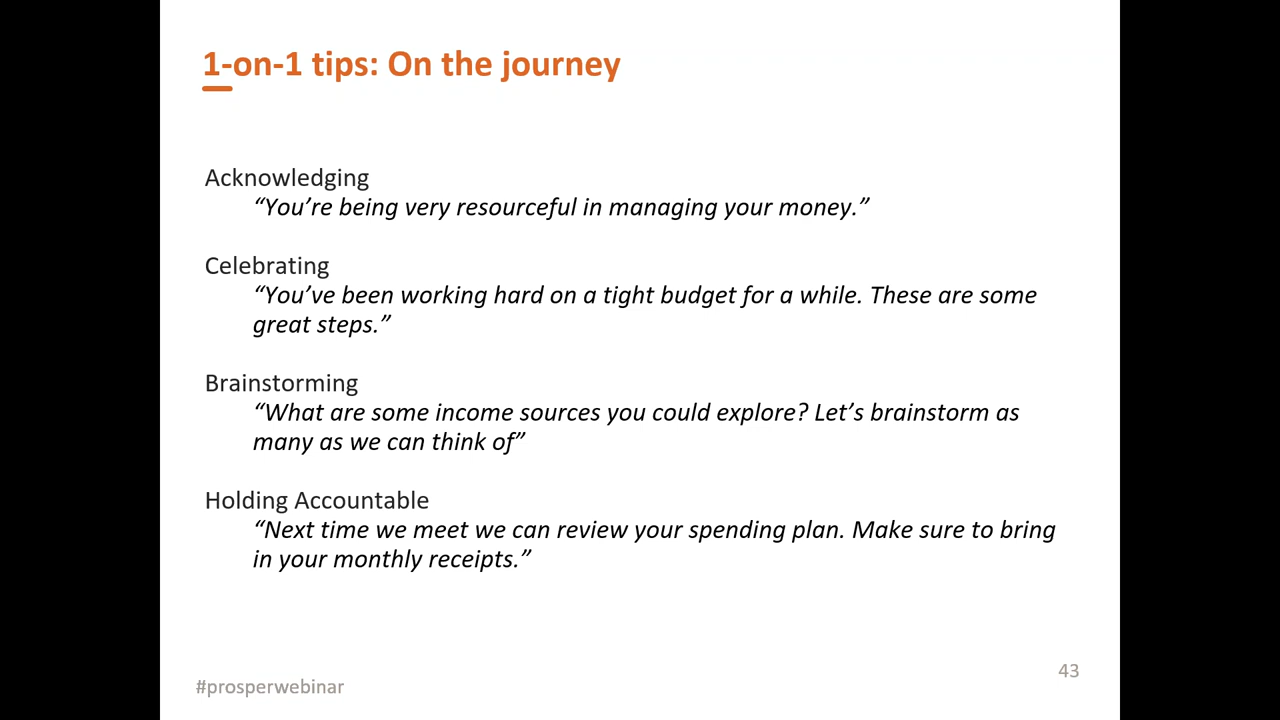 1-on-1 tips: On the journey
Acknowledging
“You’re being very resourceful in managing your money.”
Celebrating
“You’ve been working hard on a tight budget for a while. These are some
great steps.”
Brainstorming
“What are some income sources you could explore? Let’s brainstorm as
many as we can think of”
Holding Accountable
“Next time we meet we can review your spending plan. Make sure to bring
in your monthly receipts.”
43
#prosperwebinar